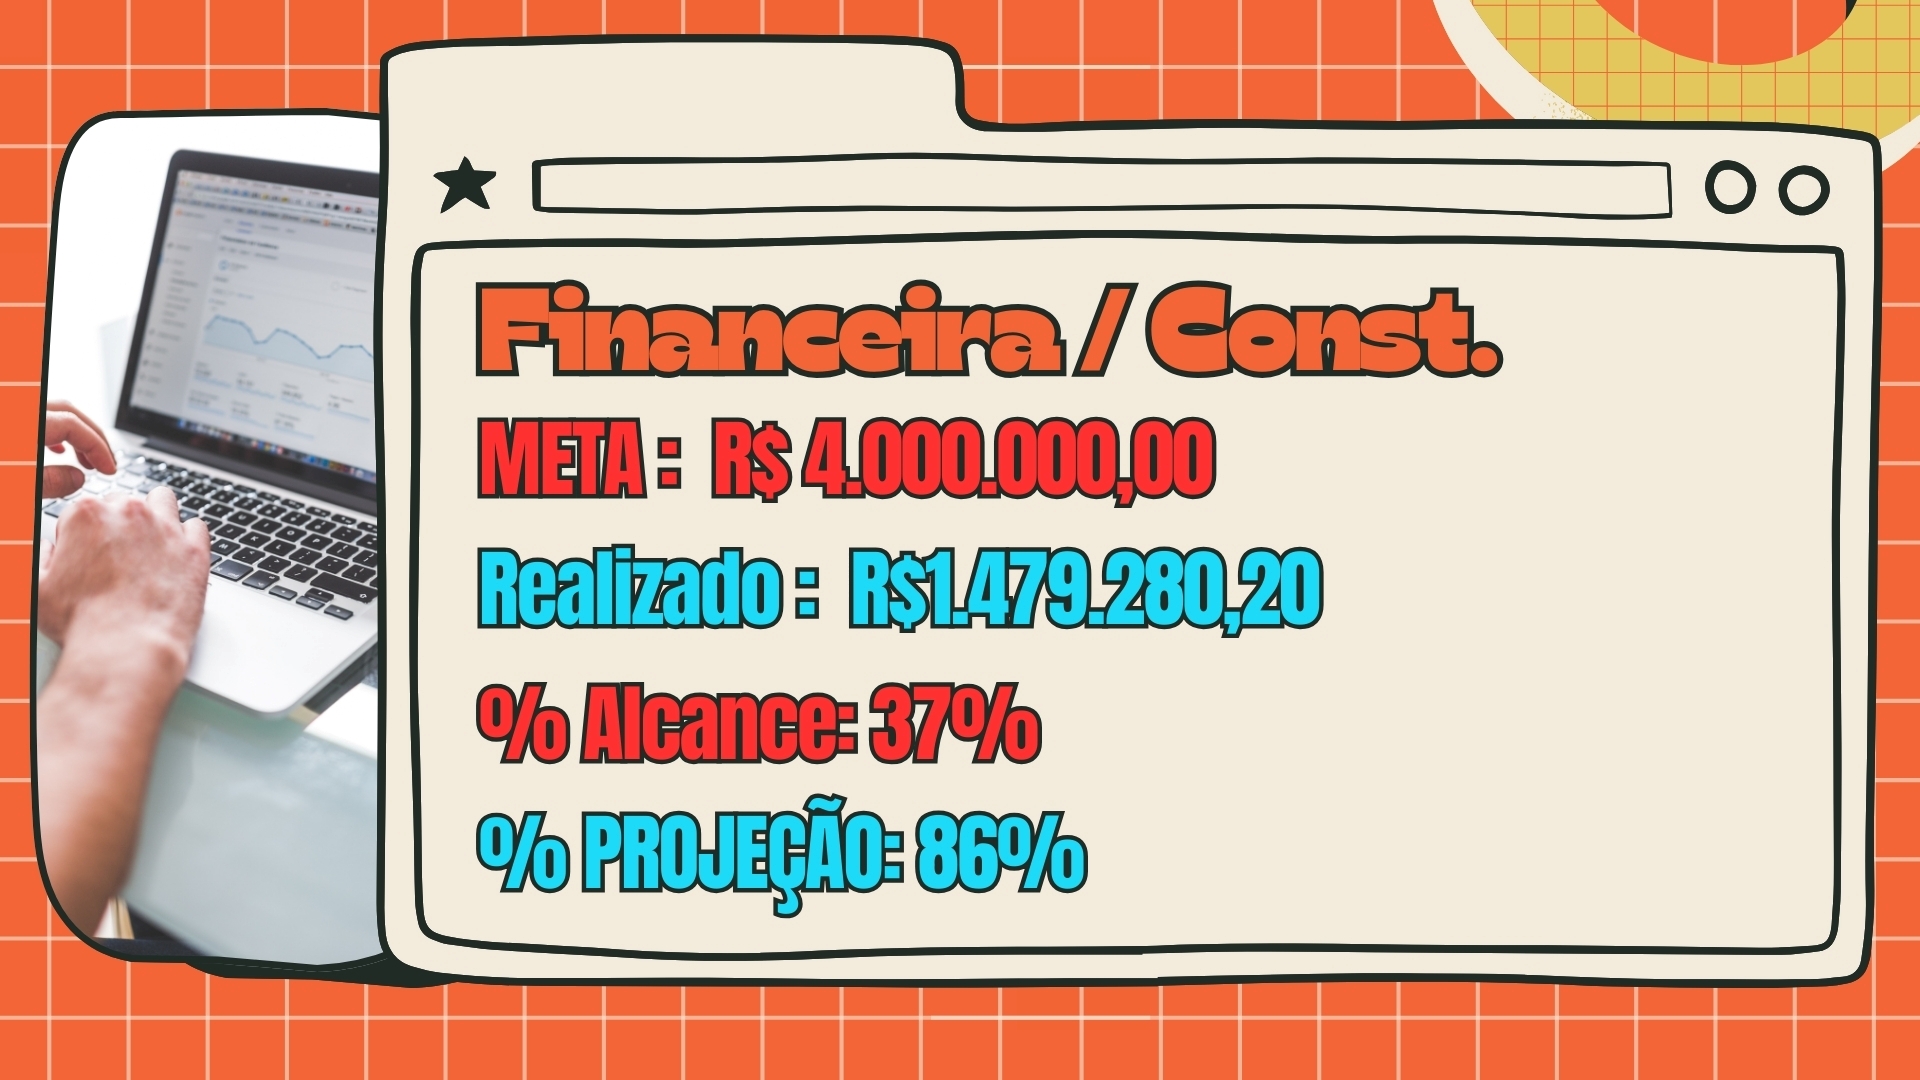 Financeira / Const.
META : R$ 4.000.000,00
Realizado : R$1.479.280,20
% Alcance: 37%
% PROJEÇÃO: 86%